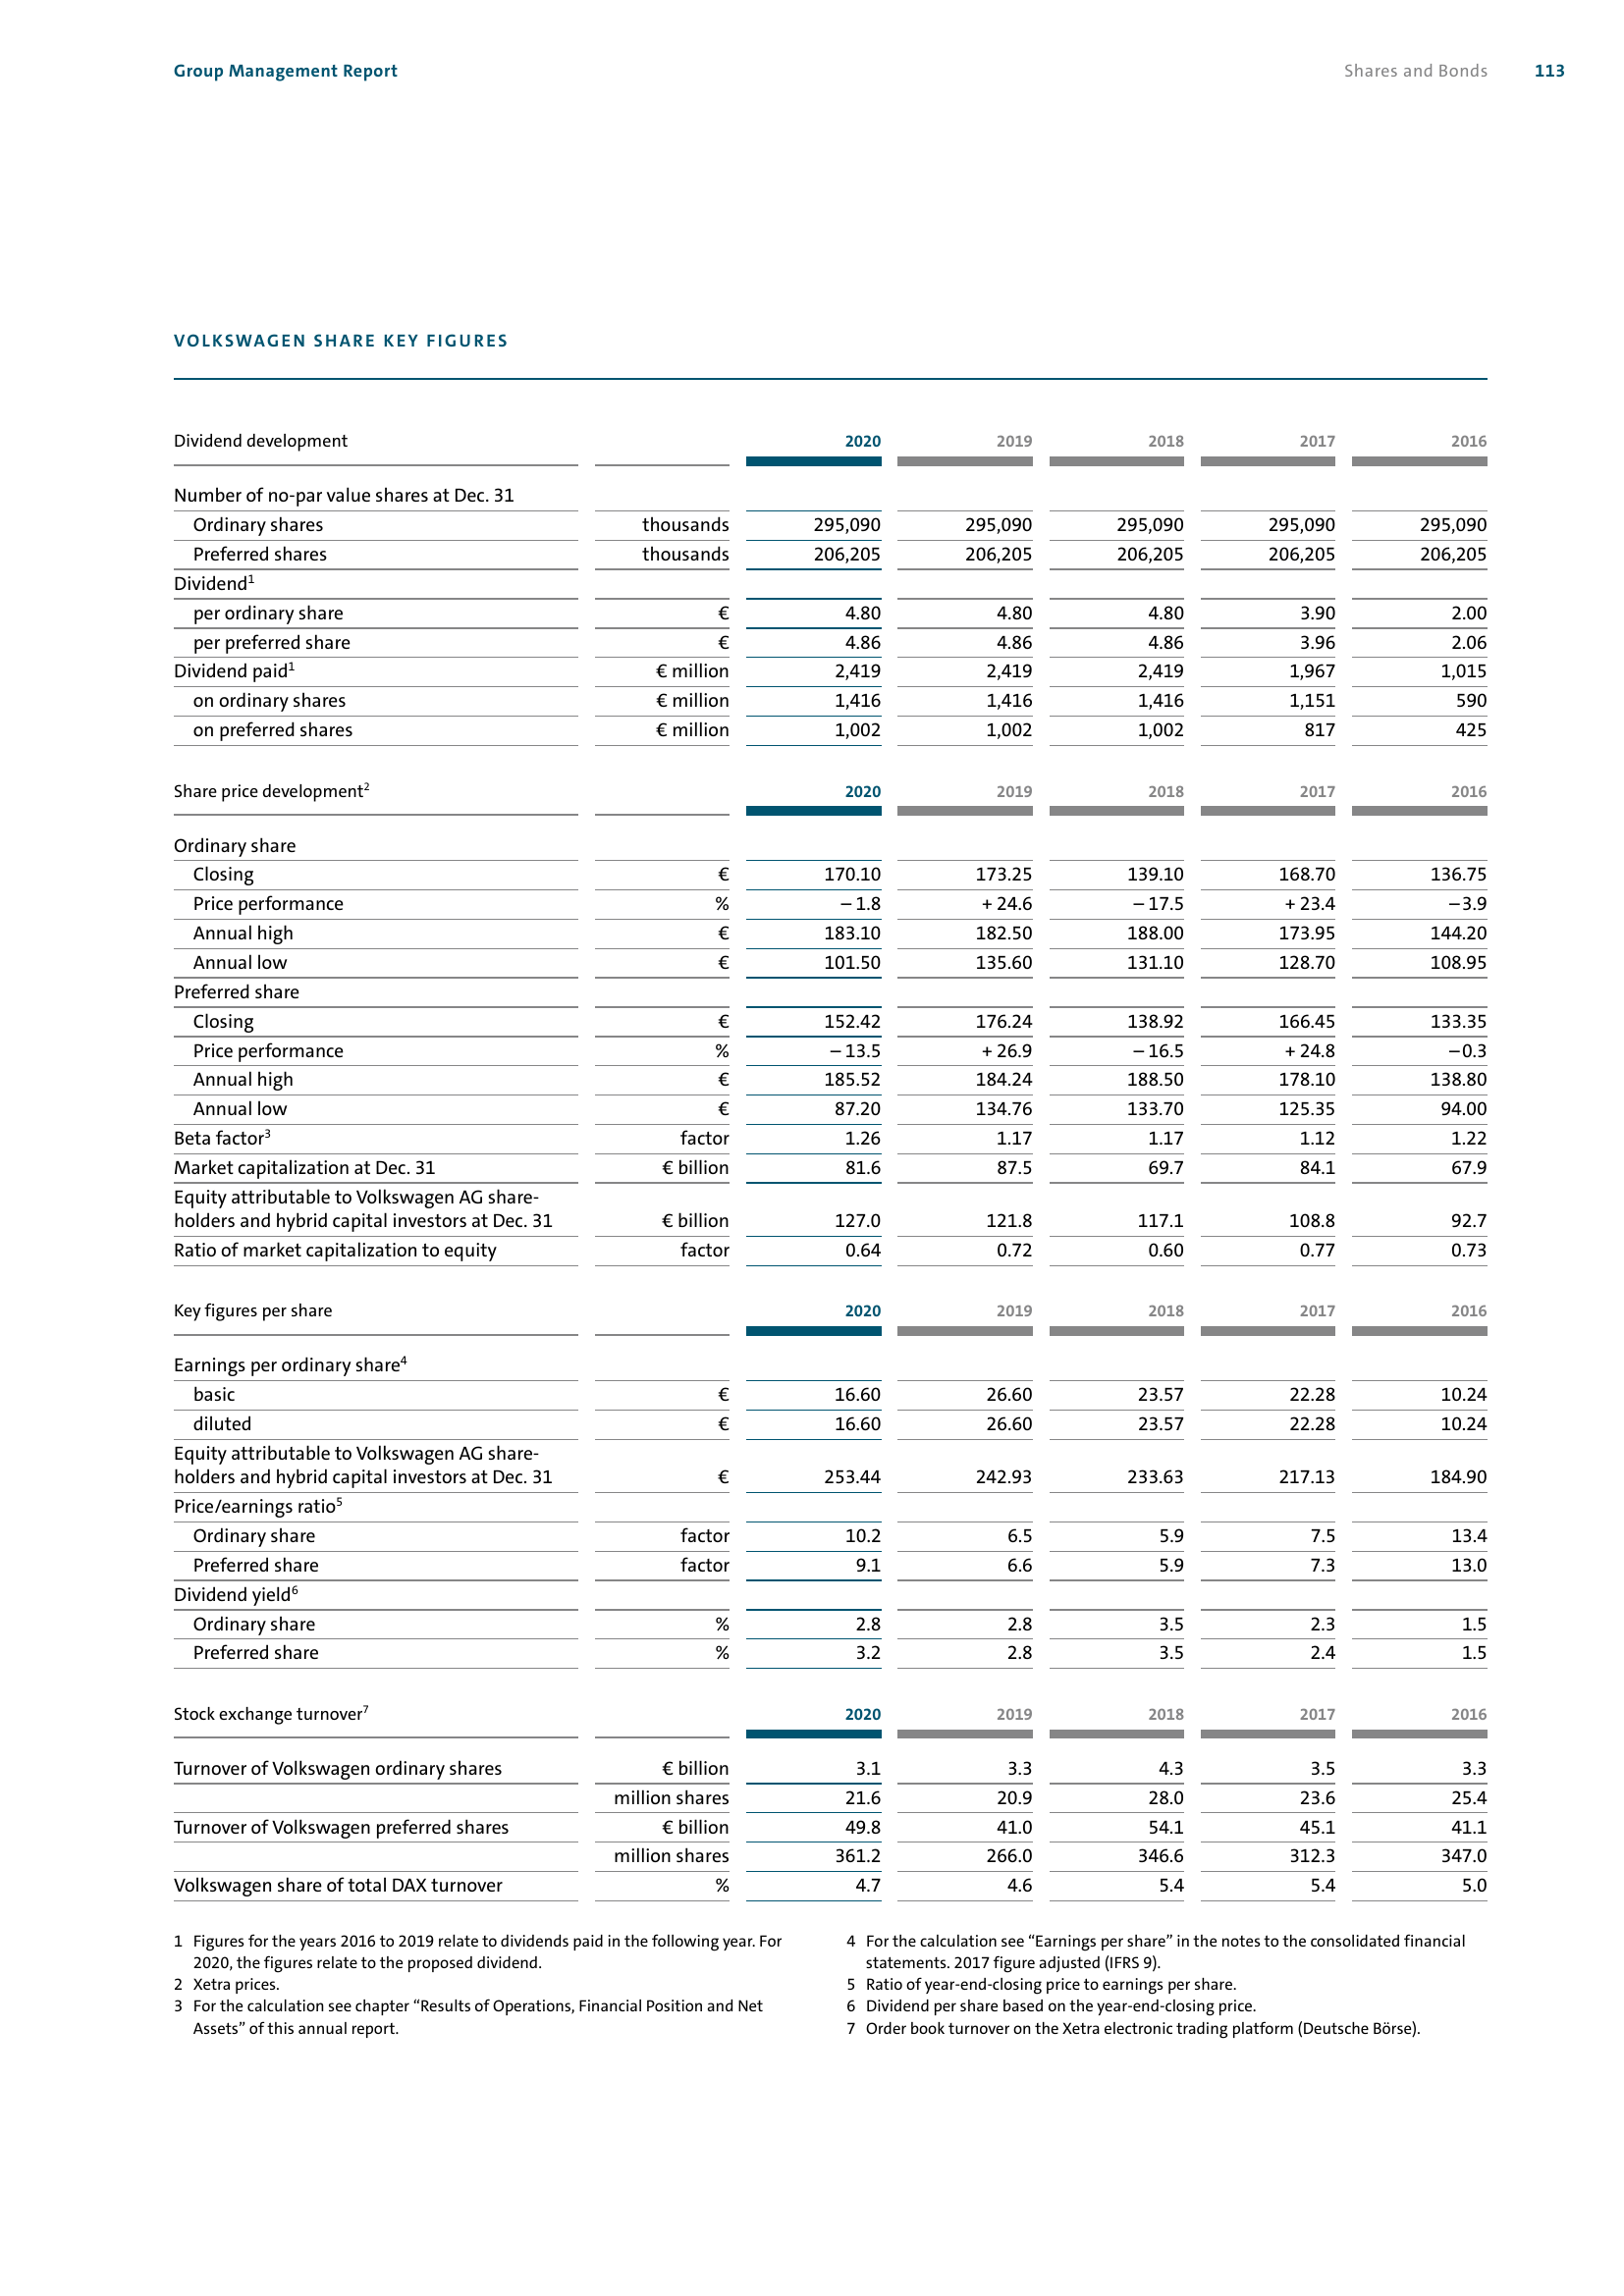 Group Management Report Shares and Bonds 113
VOLKSWAGEN SHARE KEY FIGURES
Dividend development 2020 2019 2018 2017 2016
Number of no-par value shares at Dec. 31
Ordinary shares thousands 295,090 295,090 295,090 295,090 295,090
Preferred shares thousands 206,205 206,205 206,205 206,205 206,205
Dividend1
per ordinary share € 4.80 4.80 4.80 3.90 2.00
per preferred share € 4.86 4.86 4.86 3.96 2.06
Dividend paid1 € million 2,419 2,419 2,419 1,967 1,015
on ordinary shares € million 1,416 1,416 1,416 1,151 590
on preferred shares € million 1,002 1,002 1,002 817 425
Share price development2 2020 2019 2018 2017 2016
Ordinary share
Closing € 170.10 173.25 139.10 168.70 136.75
Price performance % – 1.8 + 24.6 – 17.5 + 23.4 –3.9
Annual high € 183.10 182.50 188.00 173.95 144.20
Annual low € 101.50 135.60 131.10 128.70 108.95
Preferred share
Closing € 152.42 176.24 138.92 166.45 133.35
Price performance % – 13.5 + 26.9 – 16.5 + 24.8 –0.3
Annual high € 185.52 184.24 188.50 178.10 138.80
Annual low € 87.20 134.76 133.70 125.35 94.00
Beta factor3 factor 1.26 1.17 1.17 1.12 1.22
Market capitalization at Dec. 31 € billion 81.6 87.5 69.7 84.1 67.9
Equity attributable to Volkswagen AG share-
holders and hybrid capital investors at Dec. 31 € billion 127.0 121.8 117.1 108.8 92.7
Ratio of market capitalization to equity factor 0.64 0.72 0.60 0.77 0.73
Key figures per share 2020 2019 2018 2017 2016
Earnings per ordinary share4
basic € 16.60 26.60 23.57 22.28 10.24
diluted € 16.60 26.60 23.57 22.28 10.24
Equity attributable to Volkswagen AG share-
holders and hybrid capital investors at Dec. 31 € 253.44 242.93 233.63 217.13 184.90
Price/earnings ratio5
Ordinary share factor 10.2 6.5 5.9 7.5 13.4
Preferred share factor 9.1 6.6 5.9 7.3 13.0
Dividend yield6
Ordinary share % 2.8 2.8 3.5 2.3 1.5
Preferred share % 3.2 2.8 3.5 2.4 1.5
Stock exchange turnover7 2020 2019 2018 2017 2016
Turnover of Volkswagen ordinary shares € billion 3.1 3.3 4.3 3.5 3.3
million shares 21.6 20.9 28.0 23.6 25.4
Turnover of Volkswagen preferred shares € billion 49.8 41.0 54.1 45.1 41.1
million shares 361.2 266.0 346.6 312.3 347.0
Volkswagen share of total DAX turnover % 4.7 4.6 5.4 5.4 5.0
1 Figures for the years 2016 to 2019 relate to dividends paid in the following year. For
2020, the figures relate to the proposed dividend.
2 Xetra prices.
3 For the calculation see chapter “Results of Operations, Financial Position and Net
Assets” of this annual report.
4 For the calculation see “Earnings per share” in the notes to the consolidated financial
statements. 2017 figure adjusted (IFRS 9).
5 Ratio of year-end-closing price to earnings per share.
6 Dividend per share based on the year-end-closing price.
7 Order book turnover on the Xetra electronic trading platform (Deutsche Börse).